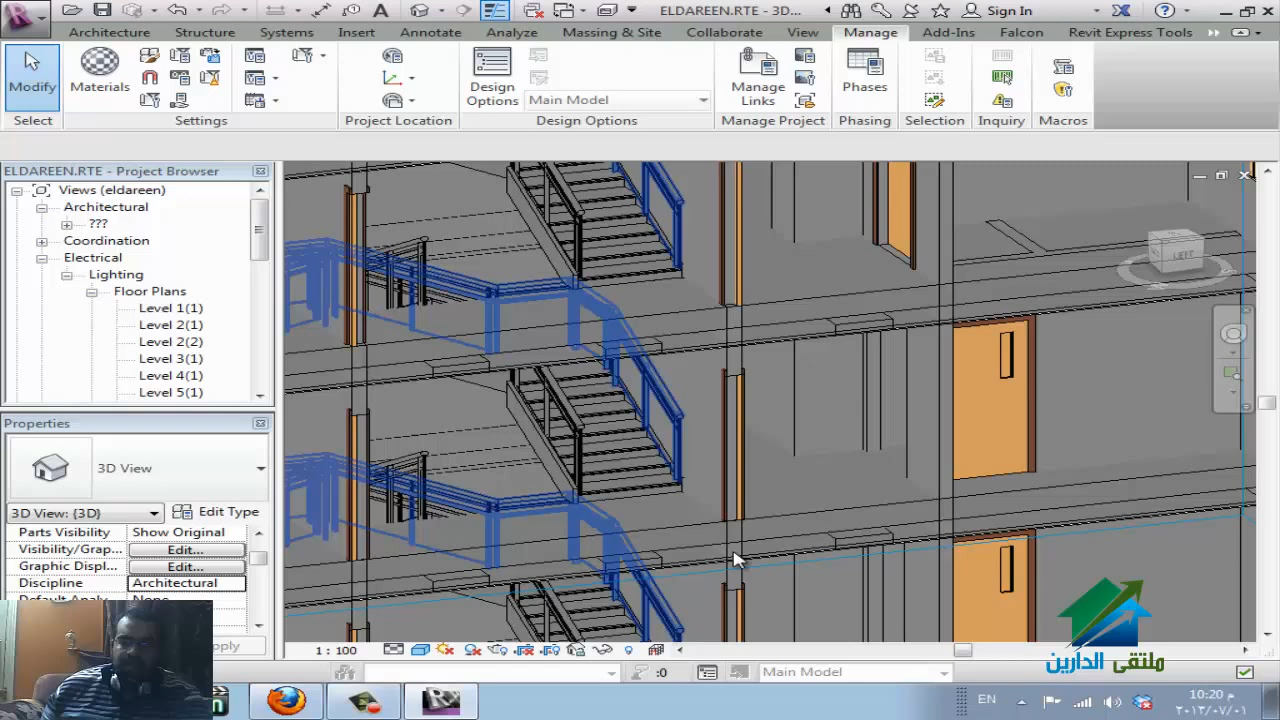 ELDAREEN.RTE - 3D... Sign In
Architecture Structure Systems Insert Annotate Analyze Massing & Site Collaborate View Manage Add-Ins Falcon Revit Express Tools
Modify Materials Design Options Main Model Manage Links Phases
Select Settings Project Location Design Options Manage Project Phasing Selection Inquiry Macros
ELDAREEN.RTE - Project Browser
Views (eldareen)
Architectural
???
Coordination
Electrical
Lighting
Floor Plans
Level 1(1)
Level 2(1)
Level 2(2)
Level 3(1)
Level 4(1)
Level 5(1)
LEFT
Properties
3D View
3D View: {3D} Edit Type
Parts Visibility Show Original
Visibility/Grap... Edit...
Graphic Displ... Edit...
Discipline Architectural
None
1 : 100
:0 Main Model
ملتقى الدارين
EN
10:20 م
٢٠١٣/٠٧/٠١